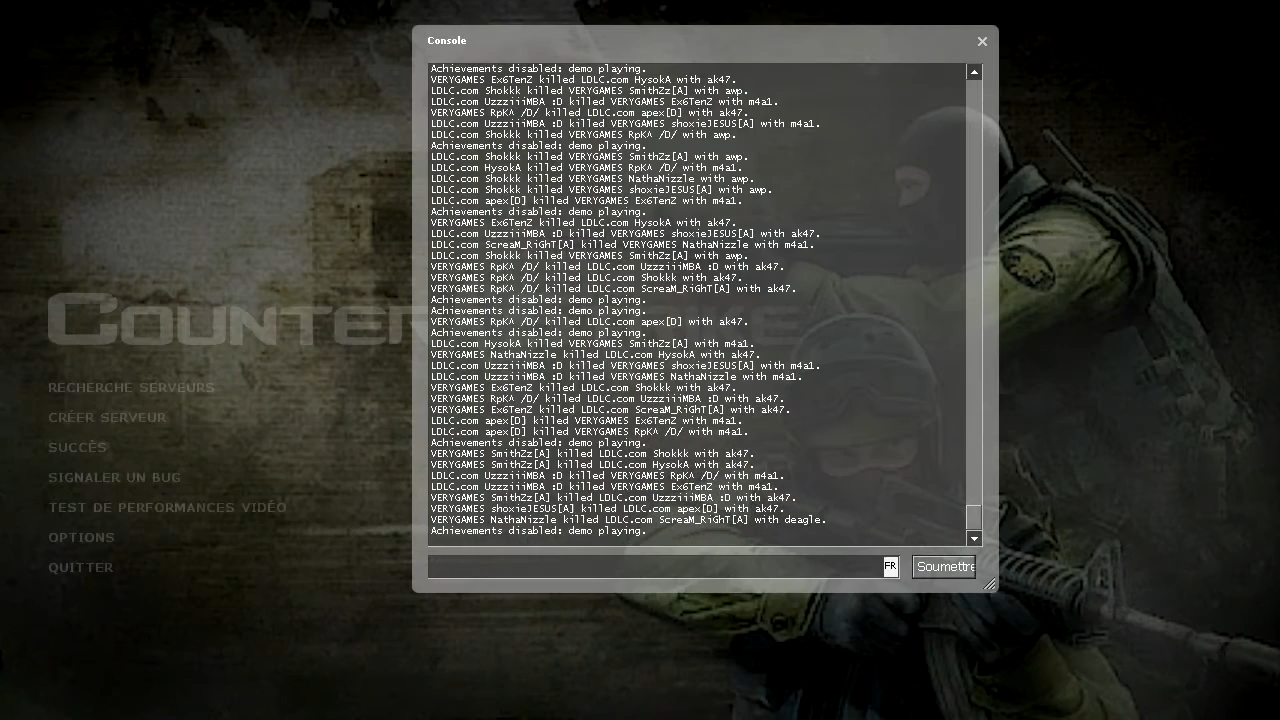 Console
Achievements disabled: demo playing.
VERYGAMES Ex6TenZ killed LDLC.com HysokA with ak47.
LDLC.com Shokkk killed VERYGAMES SmithZz[A] with awp.
LDLC.com UzzziiiMBA :D killed VERYGAMES Ex6TenZ with m4a1.
VERYGAMES RpK^ /D/ killed LDLC.com apex[D] with ak47.
LDLC.com UzzziiiMBA :D killed VERYGAMES shoxieJESUS[A] with m4a1.
LDLC.com Shokkk killed VERYGAMES RpK^ /D/ with awp.
Achievements disabled: demo playing.
LDLC.com Shokkk killed VERYGAMES SmithZz[A] with awp.
LDLC.com HysokA killed VERYGAMES RpK^ /D/ with m4a1.
LDLC.com Shokkk killed VERYGAMES NathaNizzle with awp.
LDLC.com Shokkk killed VERYGAMES shoxieJESUS[A] with awp.
LDLC.com apex[D] killed VERYGAMES Ex6TenZ with m4a1.
Achievements disabled: demo playing.
VERYGAMES Ex6TenZ killed LDLC.com HysokA with ak47.
LDLC.com UzzziiiMBA :D killed VERYGAMES shoxieJESUS[A] with ak47.
LDLC.com ScreaM_RiGhT[A] killed VERYGAMES NathaNizzle with m4a1.
LDLC.com Shokkk killed VERYGAMES SmithZz[A] with awp.
VERYGAMES RpK^ /D/ killed LDLC.com UzzziiiMBA :D with ak47.
VERYGAMES RpK^ /D/ killed LDLC.com Shokkk with ak47.
VERYGAMES RpK^ /D/ killed LDLC.com ScreaM_RiGhT[A] with ak47.
Achievements disabled: demo playing.
Achievements disabled: demo playing.
VERYGAMES RpK^ /D/ killed LDLC.com apex[D] with ak47.
Achievements disabled: demo playing.
LDLC.com HysokA killed VERYGAMES SmithZz[A] with m4a1.
VERYGAMES NathaNizzle killed LDLC.com HysokA with ak47.
LDLC.com UzzziiiMBA :D killed VERYGAMES shoxieJESUS[A] with m4a1.
LDLC.com UzzziiiMBA :D killed VERYGAMES NathaNizzle with m4a1.
VERYGAMES Ex6TenZ killed LDLC.com Shokkk with ak47.
VERYGAMES RpK^ /D/ killed LDLC.com UzzziiiMBA :D with ak47.
VERYGAMES Ex6TenZ killed LDLC.com ScreaM_RiGhT[A] with ak47.
LDLC.com apex[D] killed VERYGAMES Ex6TenZ with m4a1.
LDLC.com apex[D] killed VERYGAMES RpK^ /D/ with m4a1.
Achievements disabled: demo playing.
VERYGAMES SmithZz[A] killed LDLC.com Shokkk with ak47.
VERYGAMES SmithZz[A] killed LDLC.com HysokA with ak47.
LDLC.com UzzziiiMBA :D killed VERYGAMES RpK^ /D/ with m4a1.
LDLC.com UzzziiiMBA :D killed VERYGAMES Ex6TenZ with m4a1.
VERYGAMES SmithZz[A] killed LDLC.com UzzziiiMBA :D with ak47.
VERYGAMES shoxieJESUS[A] killed LDLC.com apex[D] with ak47.
VERYGAMES NathaNizzle killed LDLC.com ScreaM_RiGhT[A] with deagle.
Achievements disabled: demo playing.
FR
Soumettre
COUNTER
RECHERCHE SERVEURS
CRÉER SERVEUR
SUCCÈS
SIGNALER UN BUG
TEST DE PERFORMANCES VIDÉO
OPTIONS
QUITTER